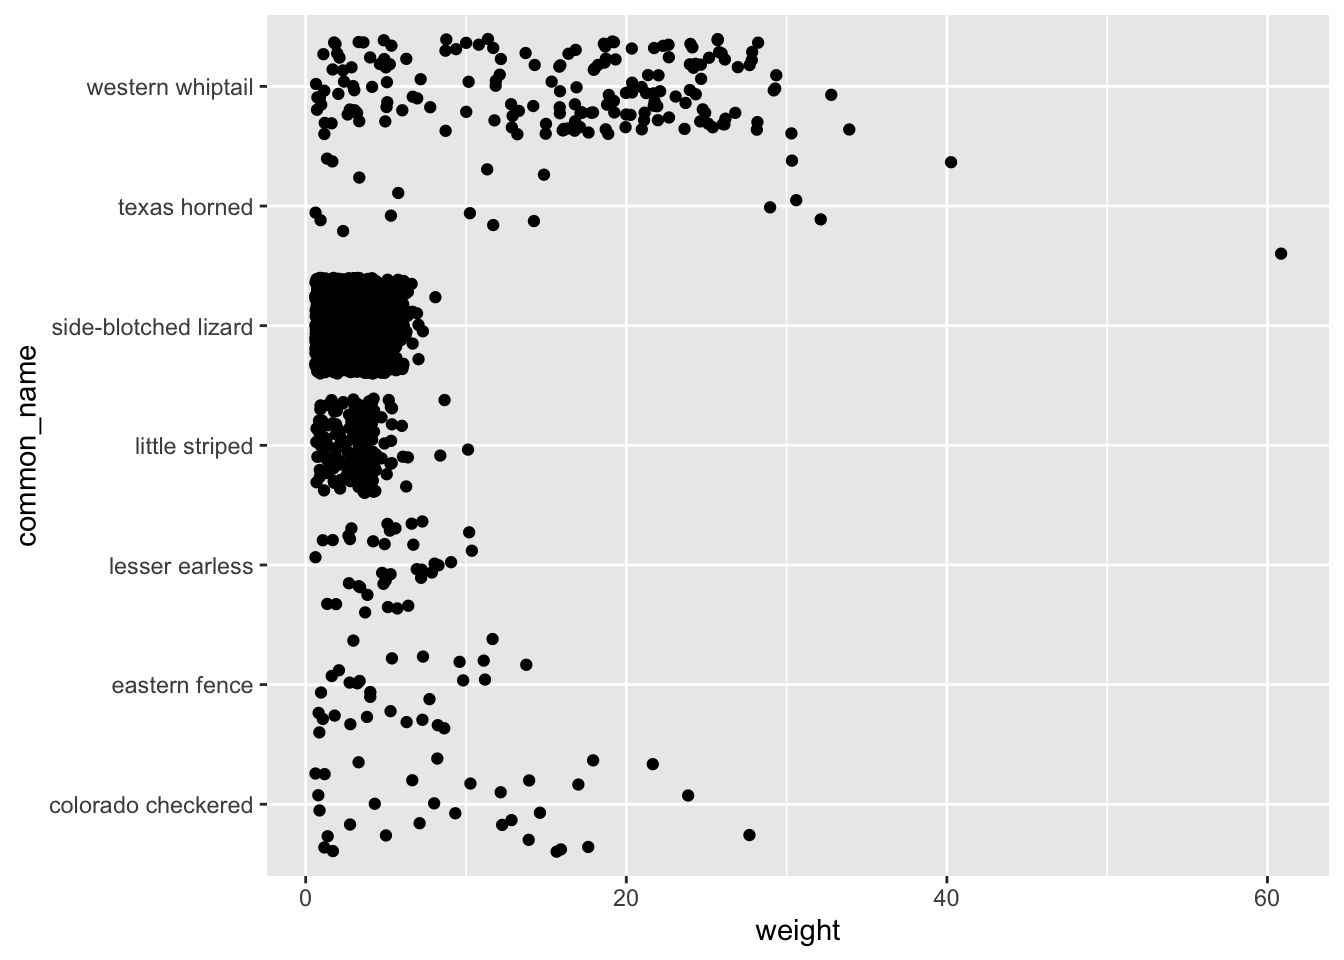 common_name
western whiptail
texas horned
side-blotched lizard
little striped
lesser earless
eastern fence
colorado checkered
0 20 40 60
weight